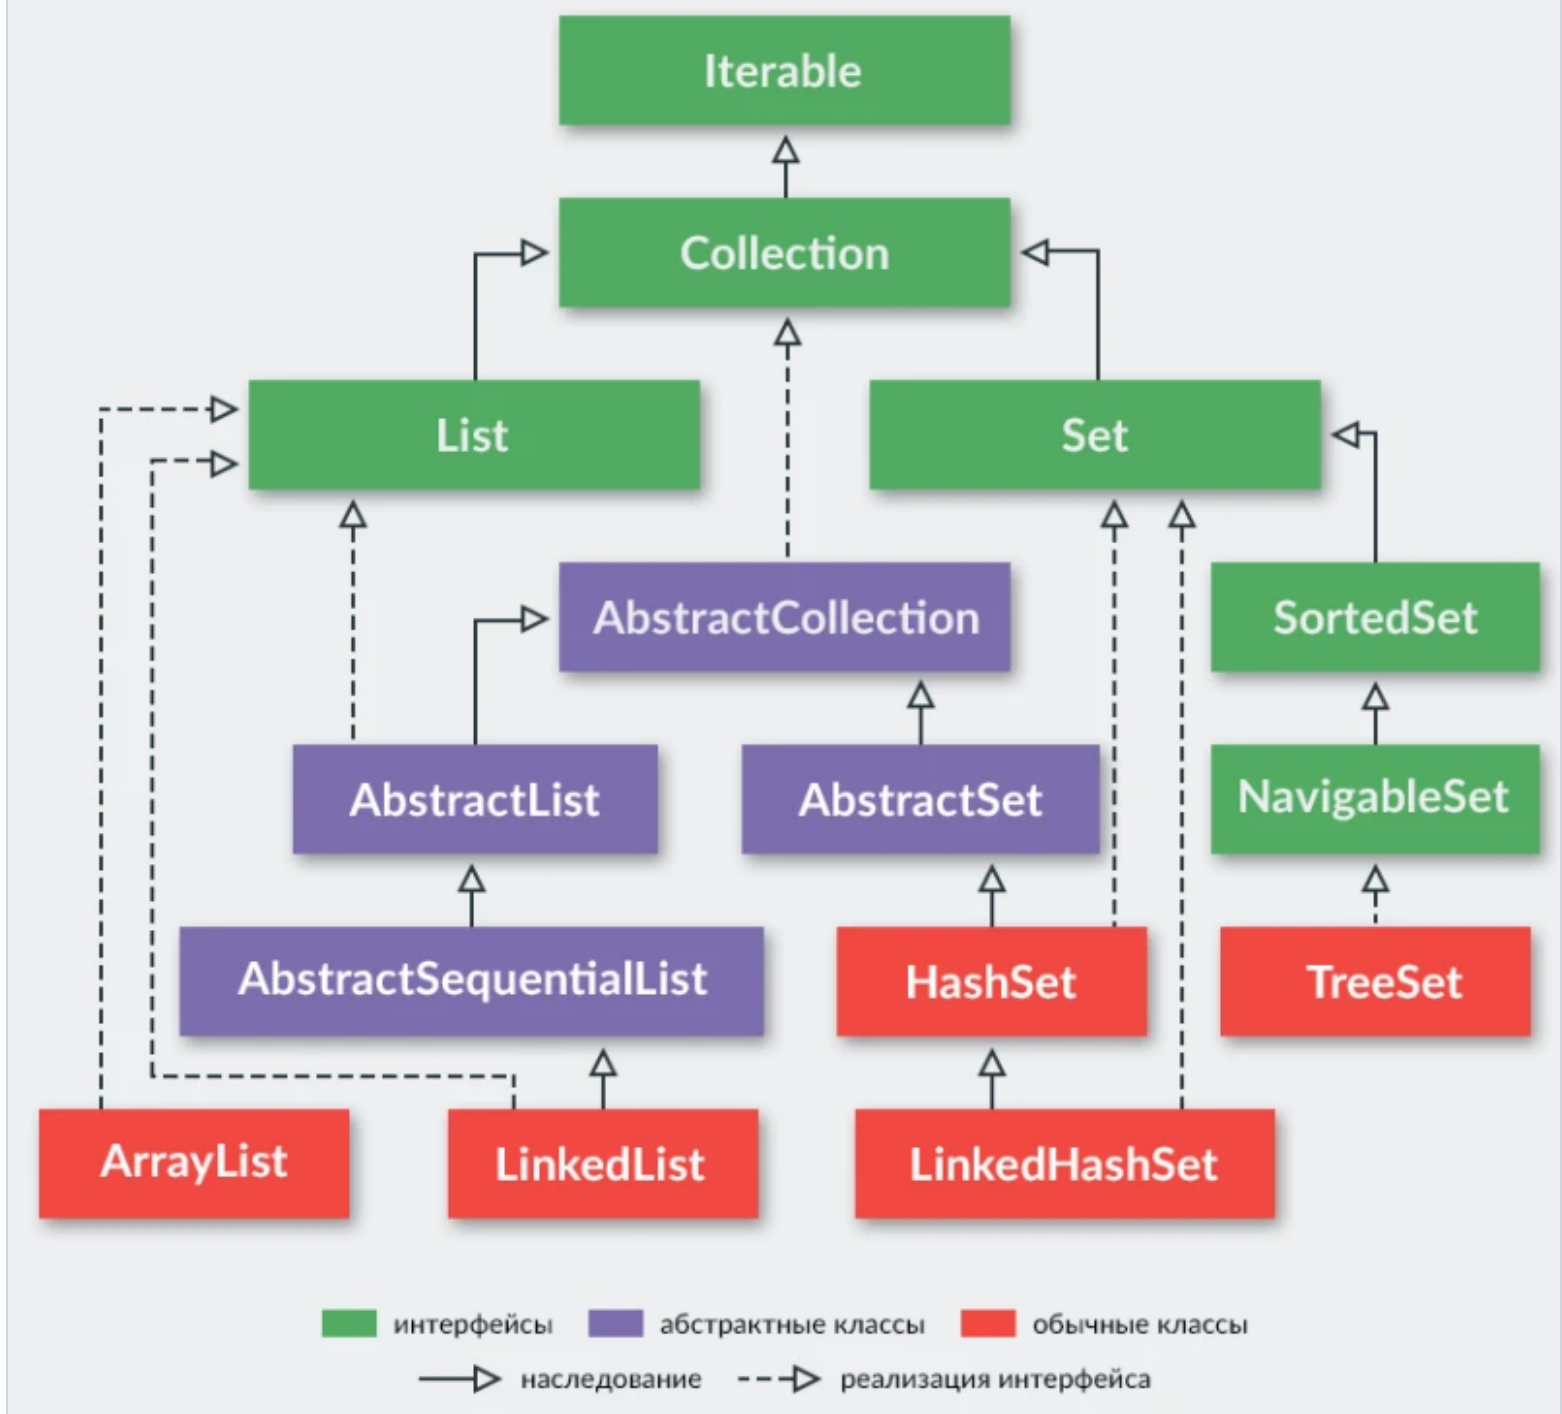 Iterable
Collection
List
Set
AbstractCollection
SortedSet
AbstractList
AbstractSet
NavigableSet
AbstractSequentialList
HashSet
TreeSet
ArrayList
LinkedList
LinkedHashSet
интерфейсы
абстрактные классы
обычные классы
наследование
реализация интерфейса